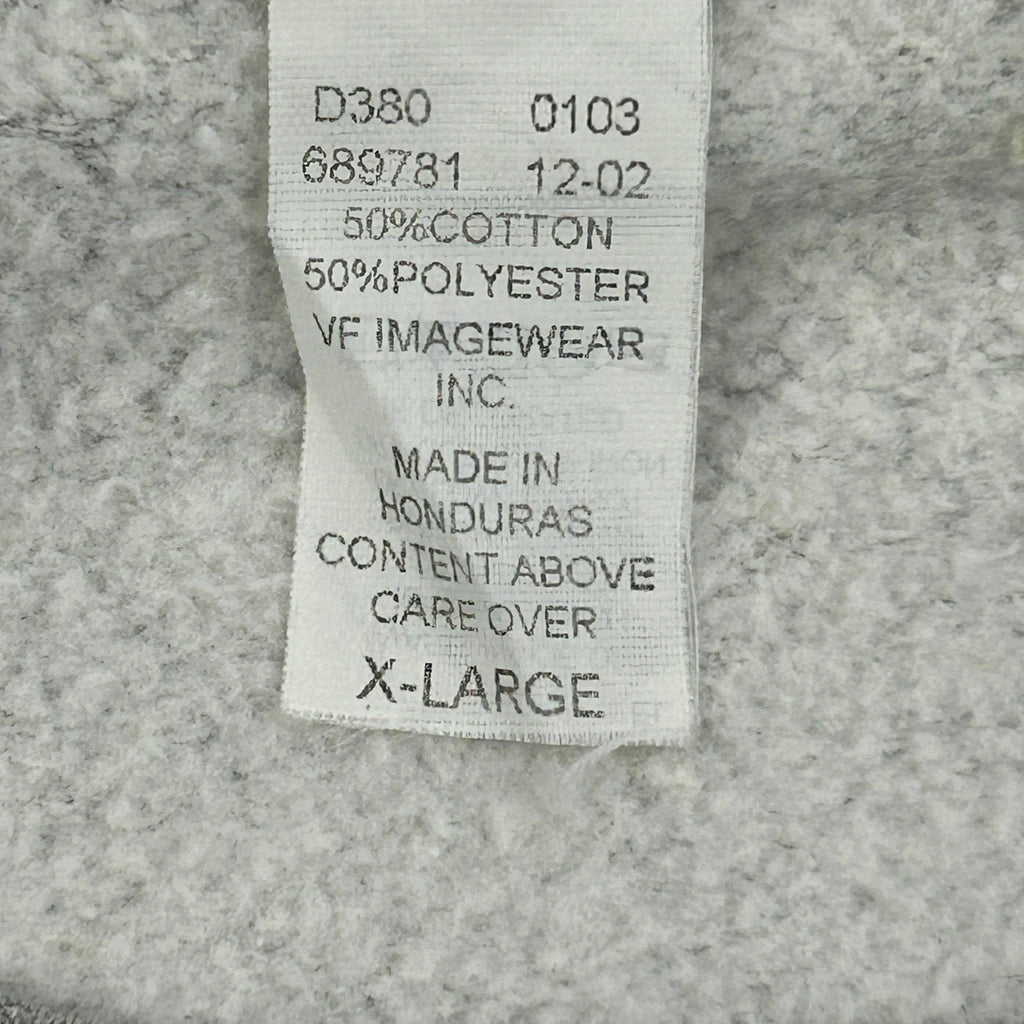 D380 0103
689781 12-02
50%COTTON
50%POLYESTER
VF IMAGEWEAR
INC.
MADE IN
HONDURAS
CONTENT ABOVE
CARE OVER
X-LARGE